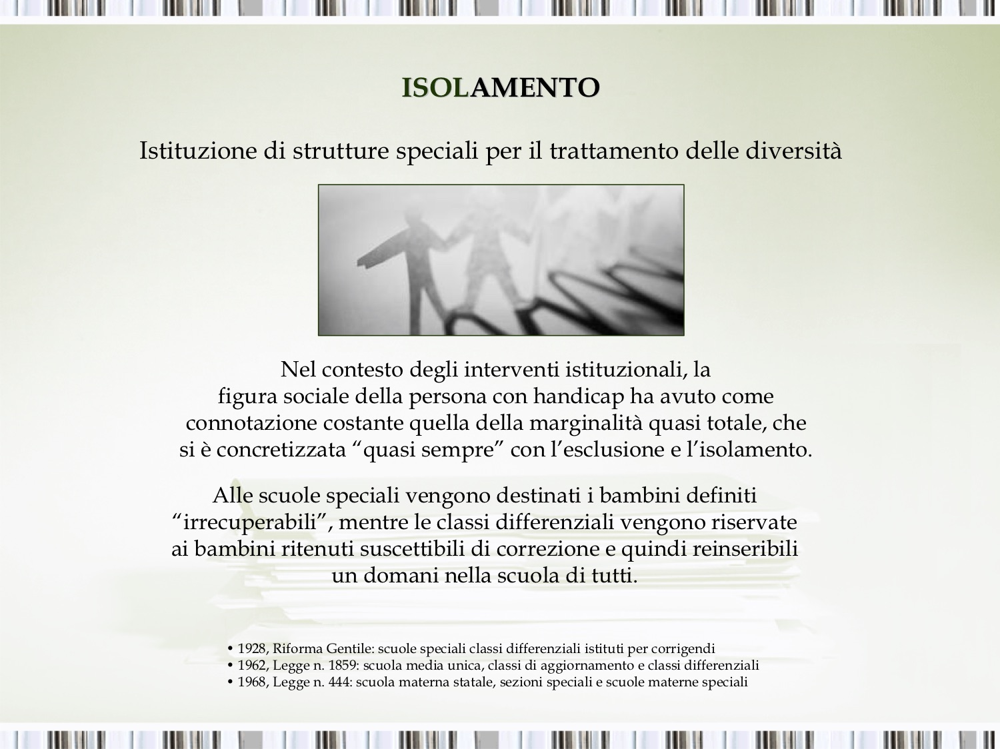 ISOLAMENTO
Istituzione di strutture speciali per il trattamento delle diversità
Nel contesto degli interventi istituzionali, la
figura sociale della persona con handicap ha avuto come
connotazione costante quella della marginalità quasi totale, che
si è concretizzata “quasi sempre” con l’esclusione e l’isolamento.
Alle scuole speciali vengono destinati i bambini definiti
“irrecuperabili”, mentre le classi differenziali vengono riservate
ai bambini ritenuti suscettibili di correzione e quindi reinseribili
un domani nella scuola di tutti.
• 1928, Riforma Gentile: scuole speciali classi differenziali istituti per corrigendi
• 1962, Legge n. 1859: scuola media unica, classi di aggiornamento e classi differenziali
• 1968, Legge n. 444: scuola materna statale, sezioni speciali e scuole materne speciali